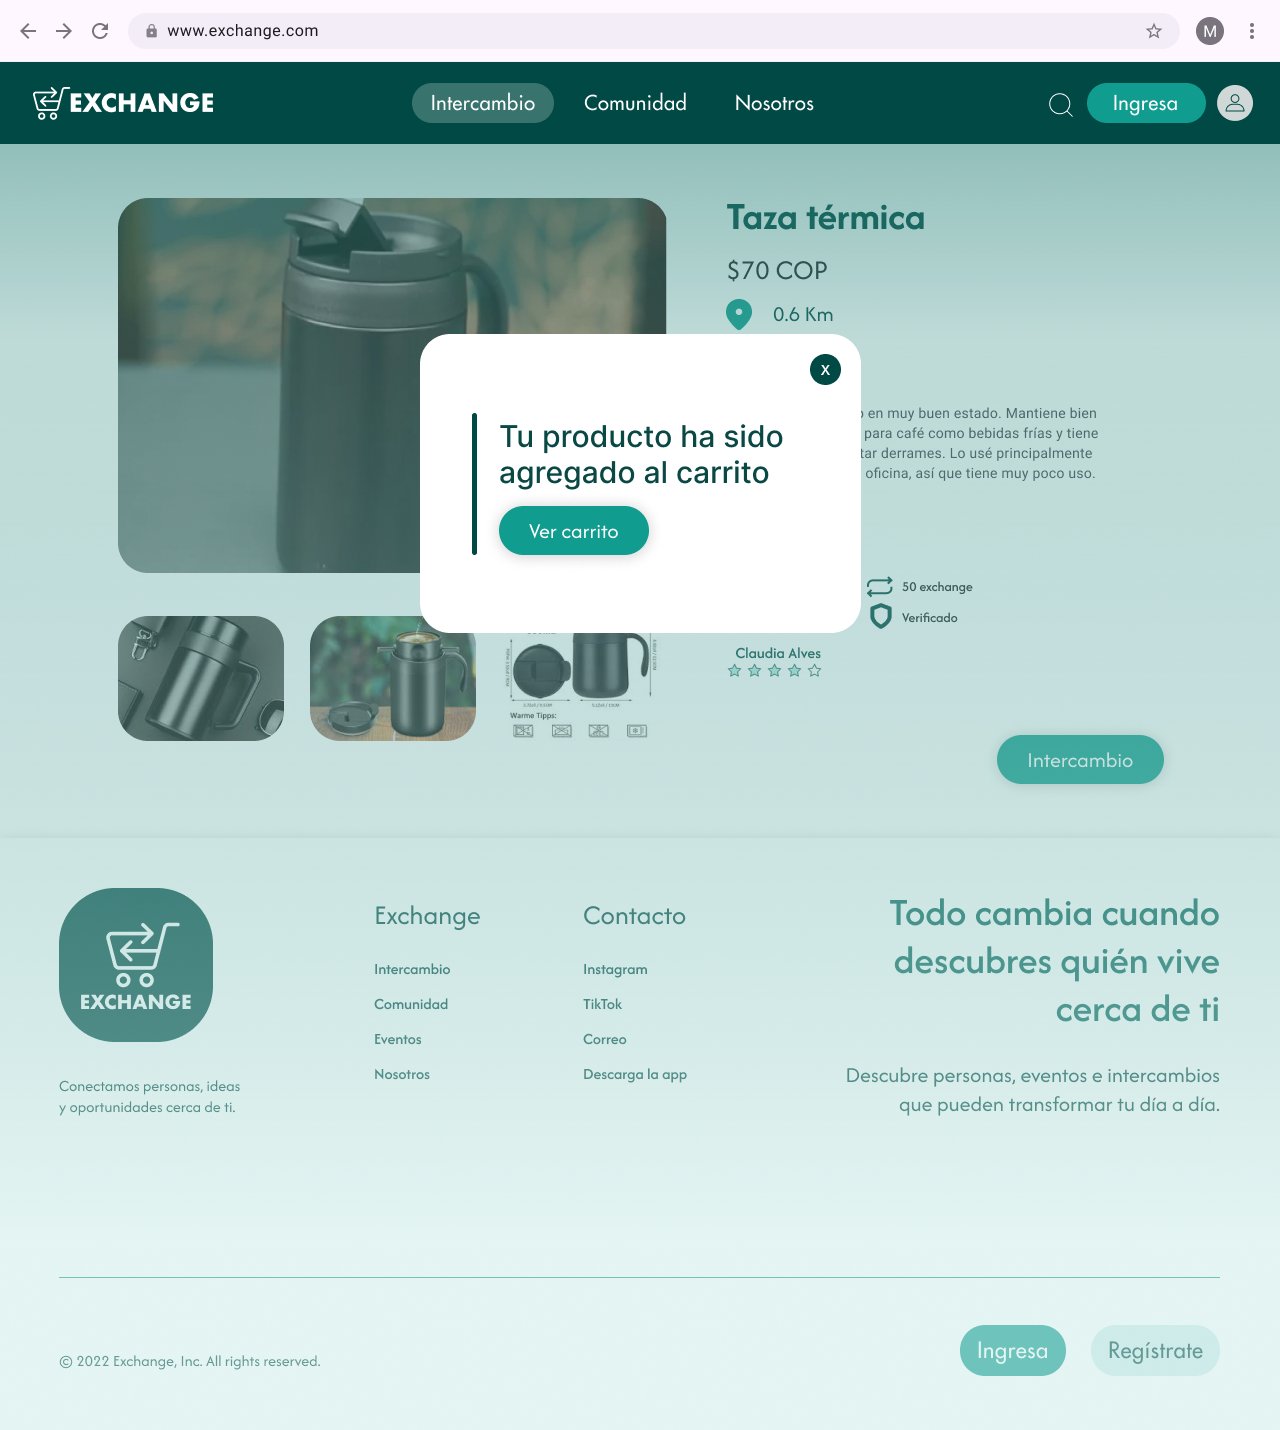 www.exchange.com
M
EXCHANGE
Intercambio
Comunidad
Nosotros
Ingresa
Taza térmica
$70 COP
0.6 Km
X
Tu producto ha sido
agregado al carrito
Ver carrito
en muy buen estado. Mantiene bien
para café como bebidas frías y tiene
tar derrames. Lo usé principalmente
oficina, así que tiene muy poco uso.
50 exchange
Verificado
Claudia Alves
Warme Tipps:
Intercambio
EXCHANGE
Conectamos personas, ideas
y oportunidades cerca de ti.
Exchange
Intercambio
Comunidad
Eventos
Nosotros
Contacto
Instagram
TikTok
Correo
Descarga la app
Todo cambia cuando
descubres quién vive
cerca de ti
Descubre personas, eventos e intercambios
que pueden transformar tu día a día.
© 2022 Exchange, Inc. All rights reserved.
Ingresa
Regístrate